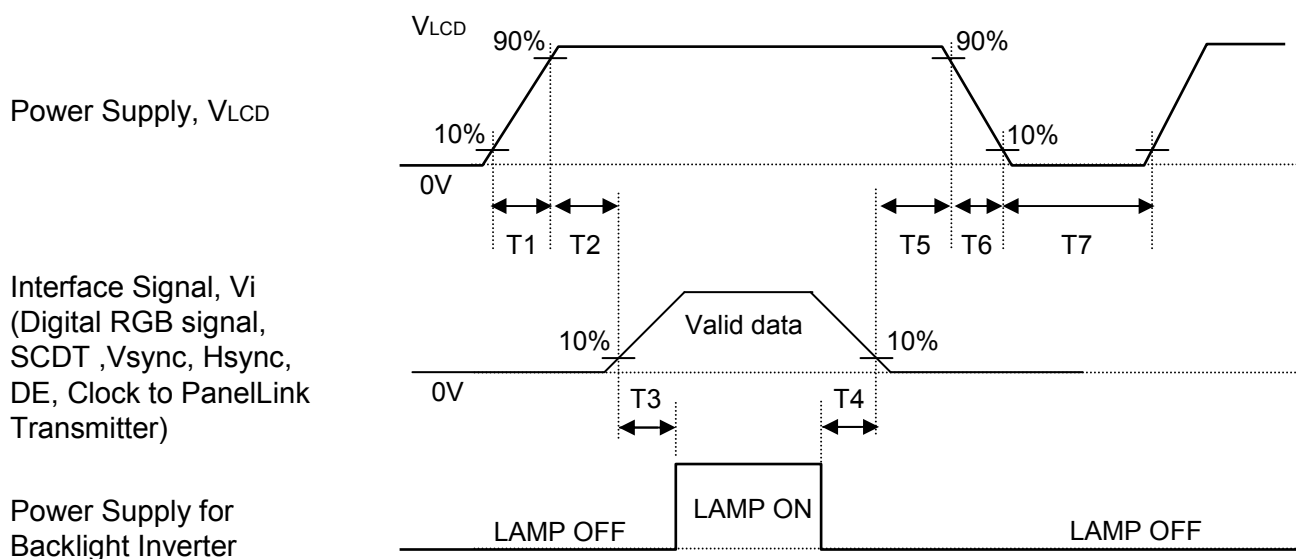 VLCD
90%
90%
Power Supply, VLCD
10%
10%
0V
T1
T2
T5
T6
T7
Interface Signal, Vi
(Digital RGB signal,
SCDT ,Vsync, Hsync,
DE, Clock to PanelLink
Transmitter)
Valid data
10%
10%
0V
T3
T4
Power Supply for
Backlight Inverter
LAMP OFF
LAMP ON
LAMP OFF